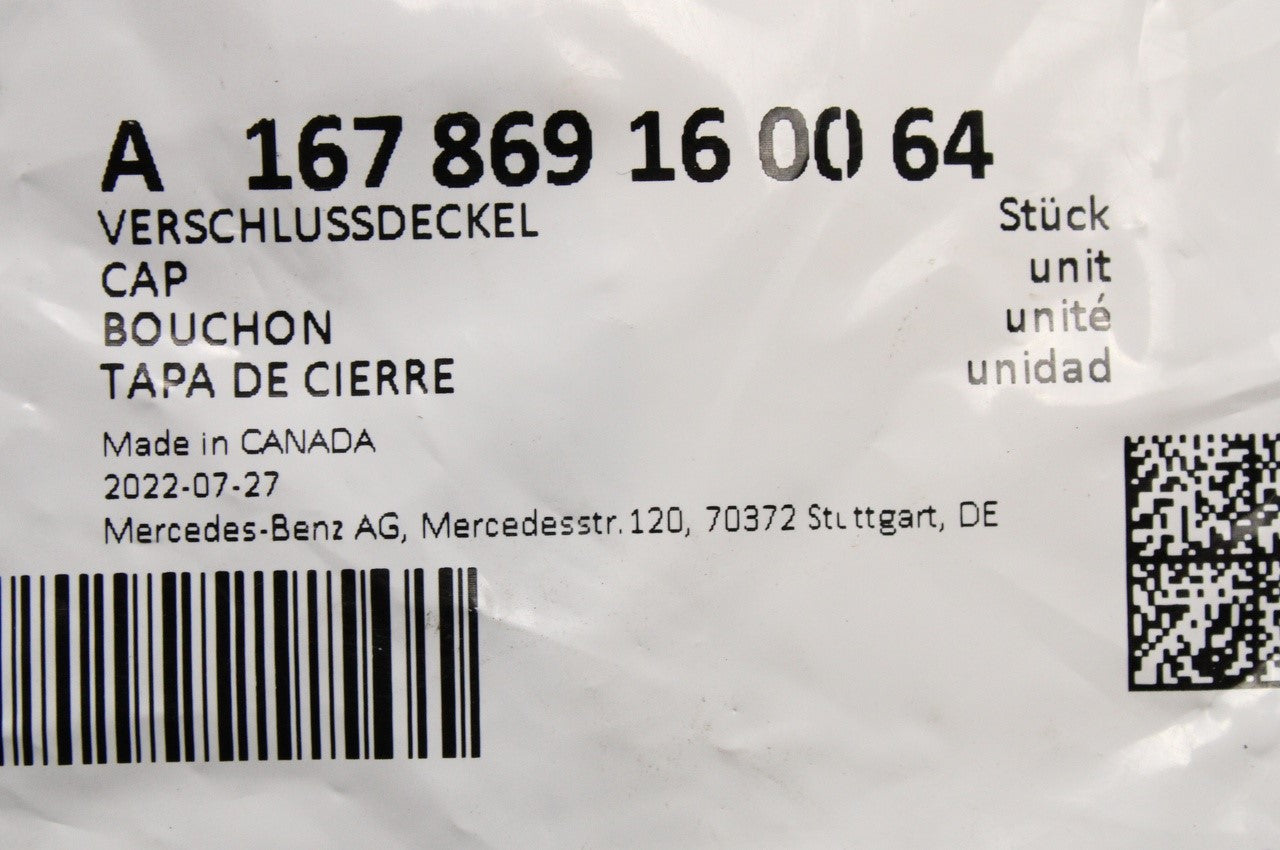 A 167 869 16 00 64
VERSCHLUSSDECKEL
CAP
BOUCHON
TAPA DE CIERRE
Stück
unit
unité
unidad
Made in CANADA
2022-07-27
Mercedes-Benz AG, Mercedesstr. 120, 70372 Stuttgart, DE